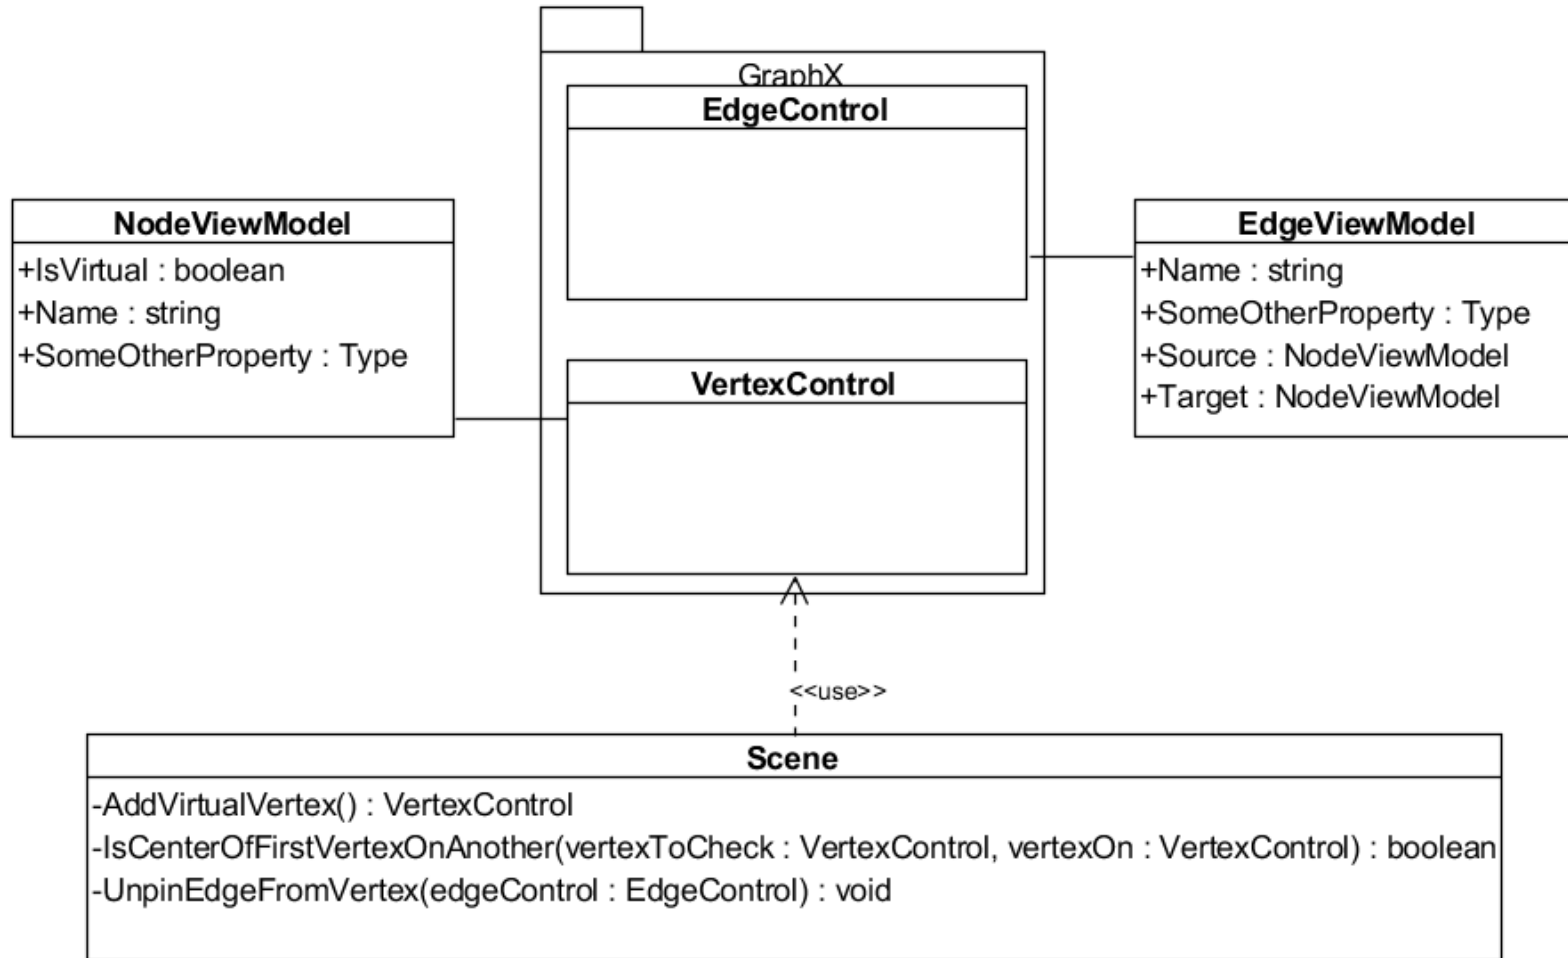 GraphX
EdgeControl
NodeViewModel
+IsVirtual : boolean
+Name : string
+SomeOtherProperty : Type
EdgeViewModel
+Name : string
+SomeOtherProperty : Type
+Source : NodeViewModel
+Target : NodeViewModel
VertexControl
<<use>>
Scene
-AddVirtualVertex() : VertexControl
-IsCenterOfFirstVertexOnAnother(vertexToCheck : VertexControl, vertexOn : VertexControl) : boolean
-UnpinEdgeFromVertex(edgeControl : EdgeControl) : void